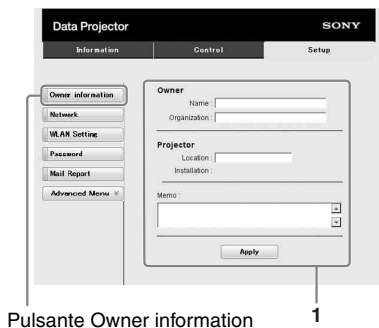 Data Projector
SONY
Information
Control
Setup
Owner information
Network
WLAN Setting
Password
Mail Report
Advanced Menu
Owner
Name :
Organization :
Projector
Location :
Installation :
Memo :
Apply
Pulsante Owner information
1